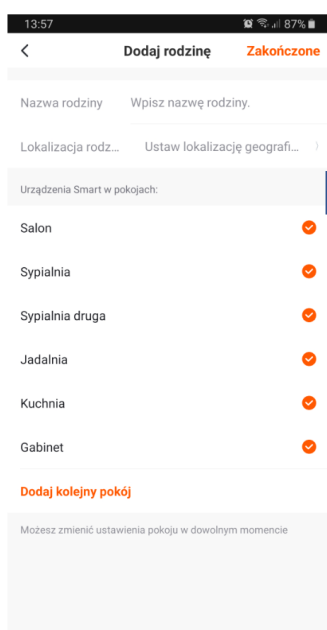 13:57 87%
Dodaj rodzinę Zakończone
Nazwa rodziny Wpisz nazwę rodziny.
Lokalizacja rodz... Ustaw lokalizację geografi...
Urządzenia Smart w pokojach:
Salon
Sypialnia
Sypialnia druga
Jadalnia
Kuchnia
Gabinet
Dodaj kolejny pokój
Możesz zmienić ustawienia pokoju w dowolnym momencie